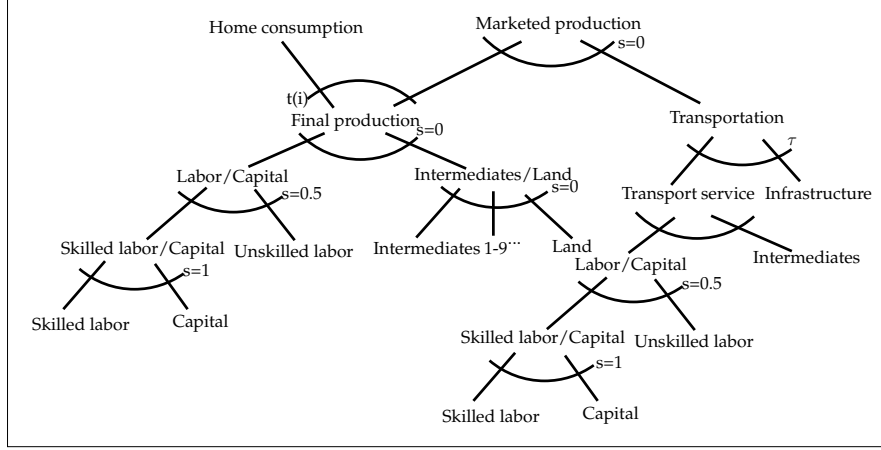 Home consumption
Marketed production
s=0
t(i)
Final production
s=0
Transportation
τ
Labor/Capital
s=0.5
Intermediates/Land
s=0
Transport service
Infrastructure
Skilled labor/Capital
s=1
Unskilled labor
Intermediates 1-9...
Land
Labor/Capital
s=0.5
Intermediates
Skilled labor
Capital
Skilled labor/Capital
s=1
Unskilled labor
Skilled labor
Capital